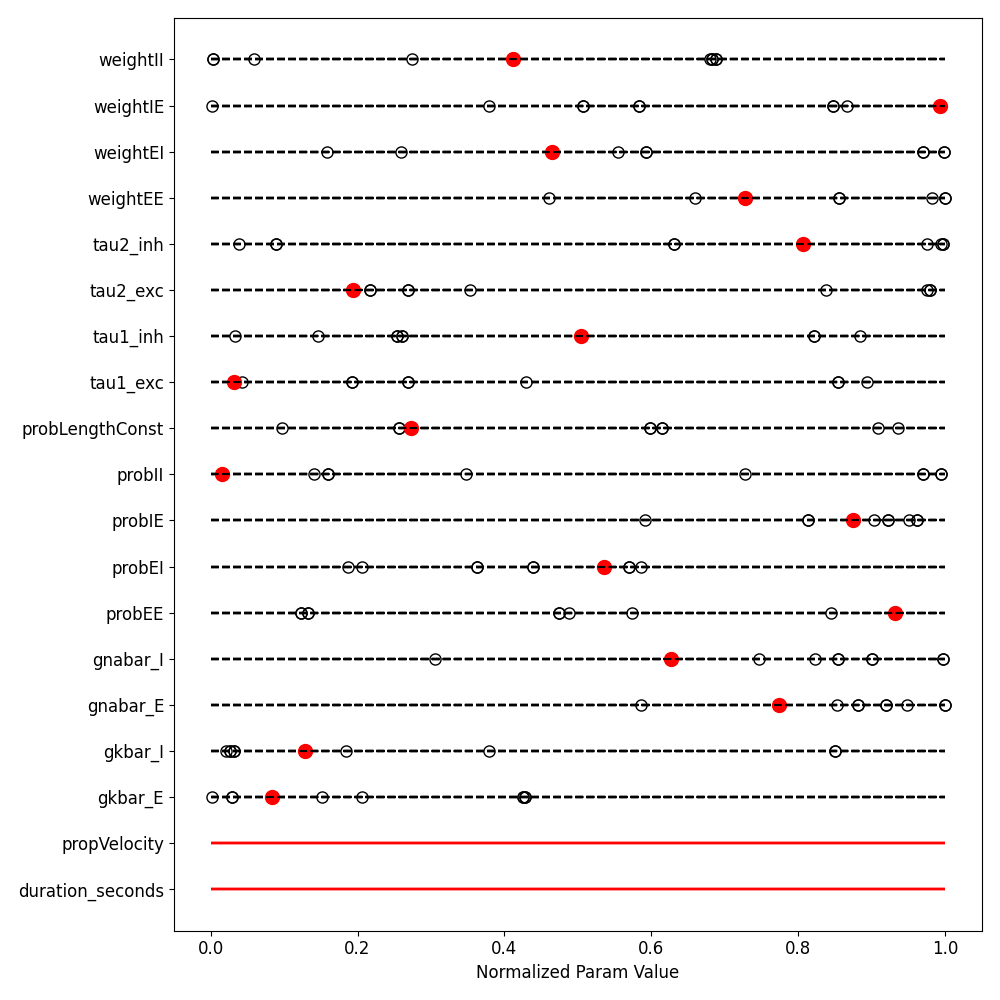 weightII
weightIE
weightEI
weightEE
tau2_inh
tau2_exc
tau1_inh
tau1_exc
probLengthConst
probII
probIE
probEI
probEE
gnabar_I
gnabar_E
gkbar_I
gkbar_E
propVelocity
duration_seconds
0.0 0.2 0.4 0.6 0.8 1.0
Normalized Param Value